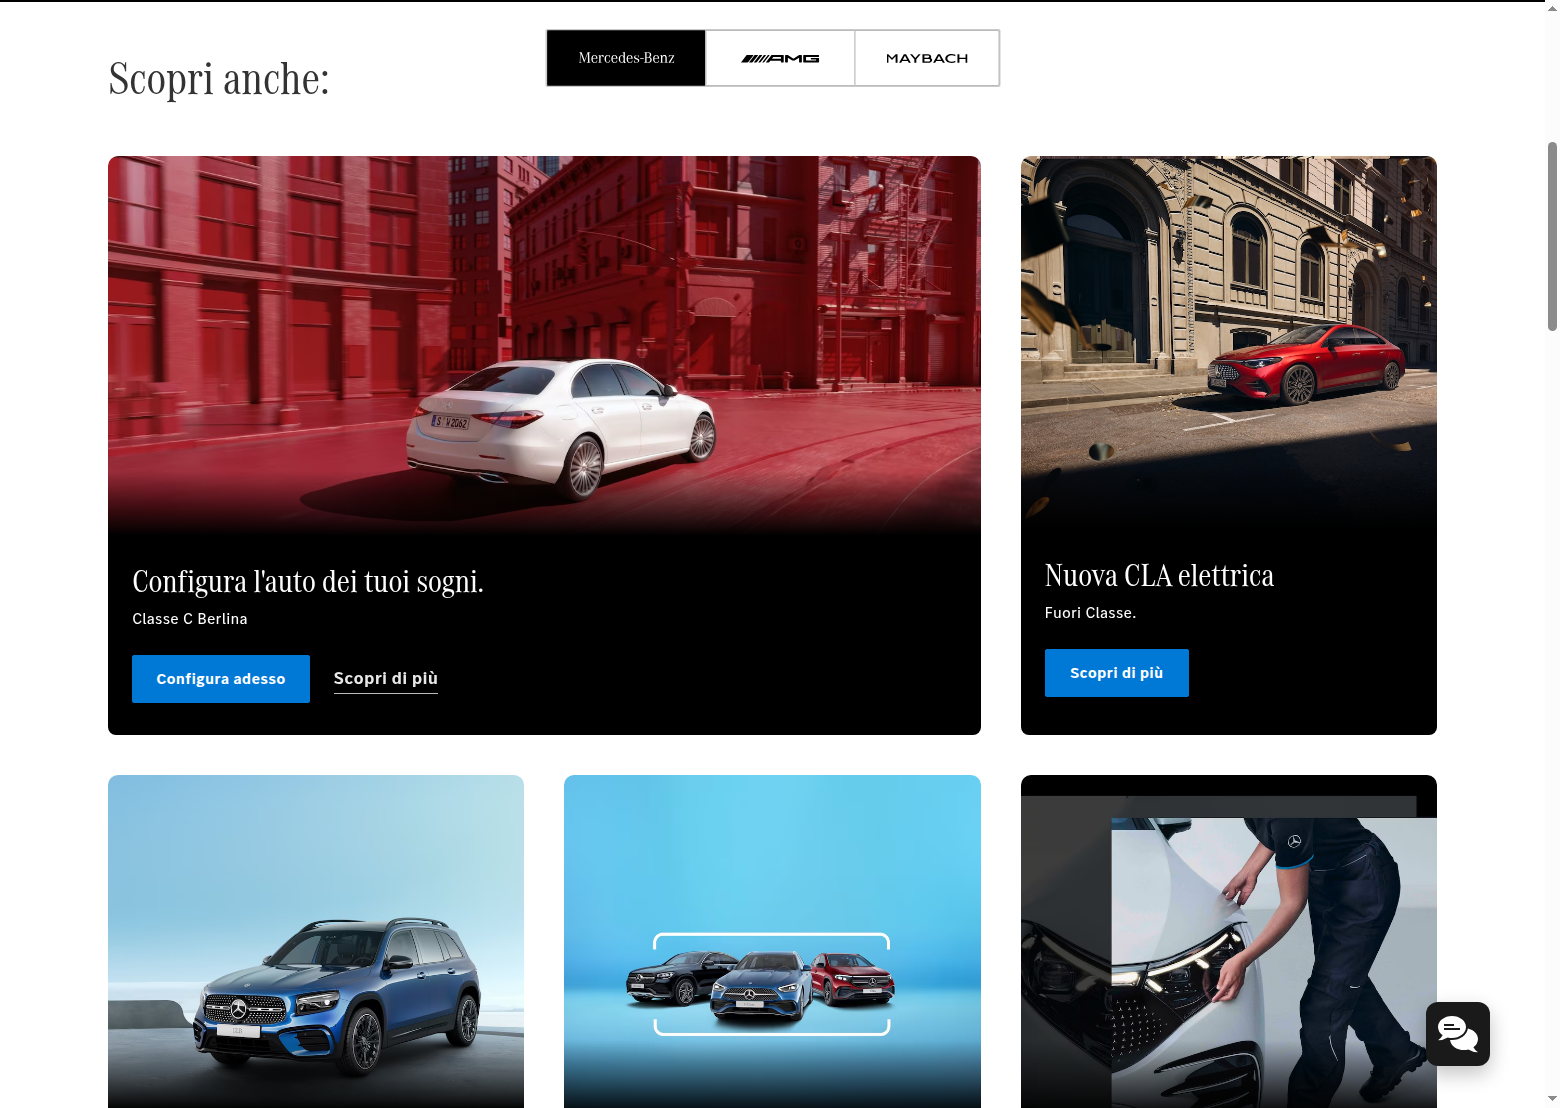 Mercedes-Benz
AMG
MAYBACH
Scopri anche:
Configura l'auto dei tuoi sogni.
Classe C Berlina
Configura adesso
Scopri di più
Nuova CLA elettrica
Fuori Classe.
Scopri di più